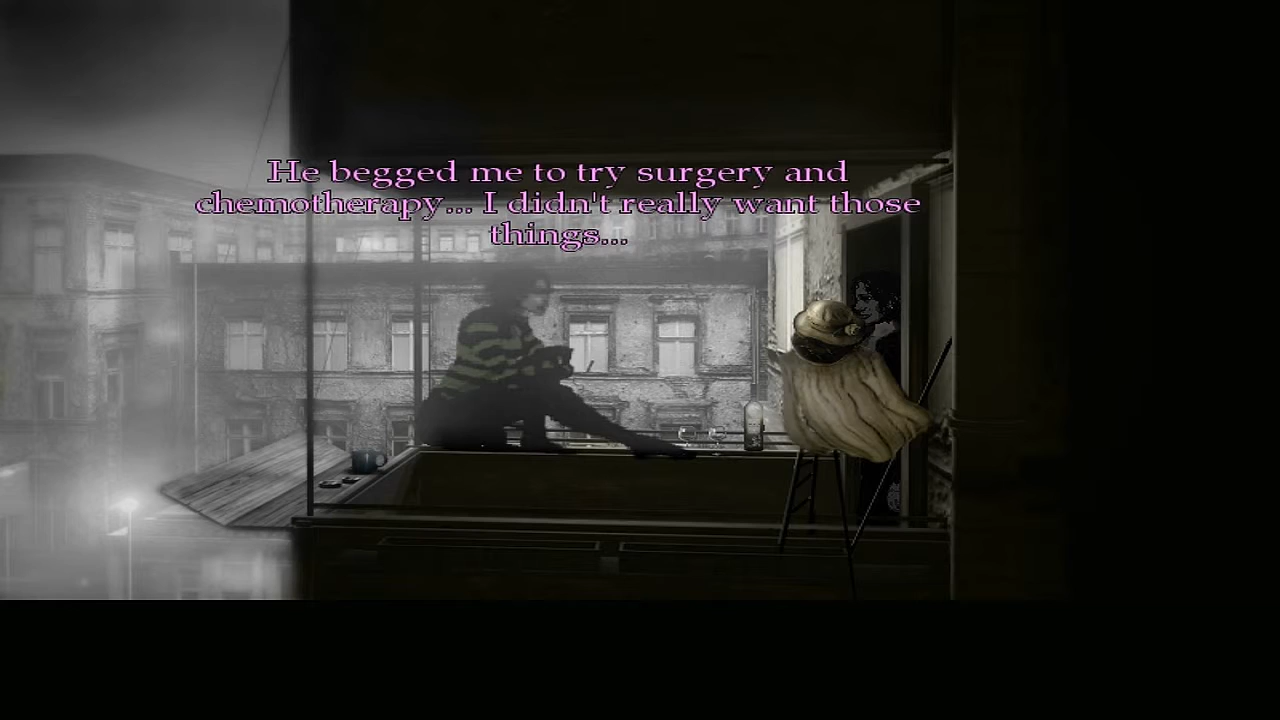 He begged me to try surgery and
chemotherapy... I didn't really want those
things...